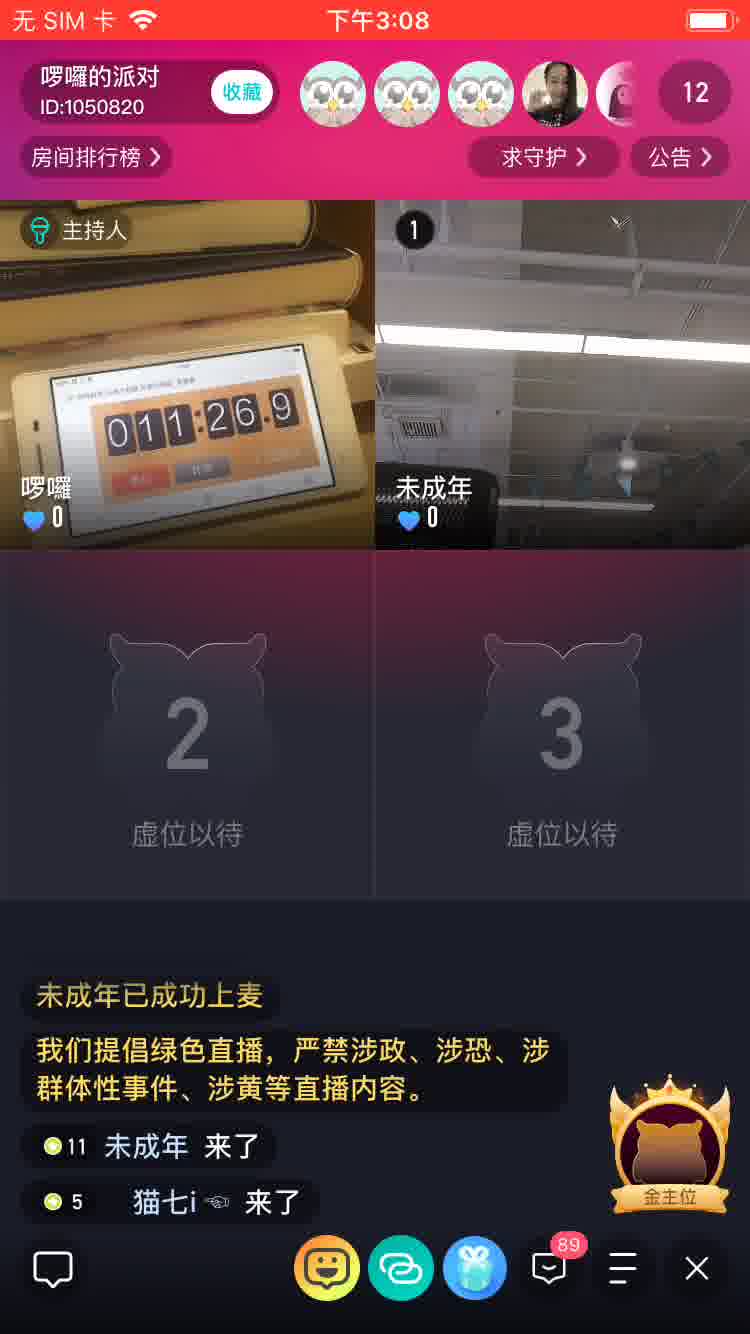 无 SIM 卡
下午3:08
啰囉的派对
ID:1050820
收藏
12
房间排行榜
求守护
公告
主持人
1
011:26.9
啰囉
0
未成年
0
2
3
虚位以待
虚位以待
未成年已成功上麦
我们提倡绿色直播，严禁涉政、涉恐、涉
群体性事件、涉黄等直播内容。
11 未成年 来了
5 猫七i☜ 来了
金主位
89